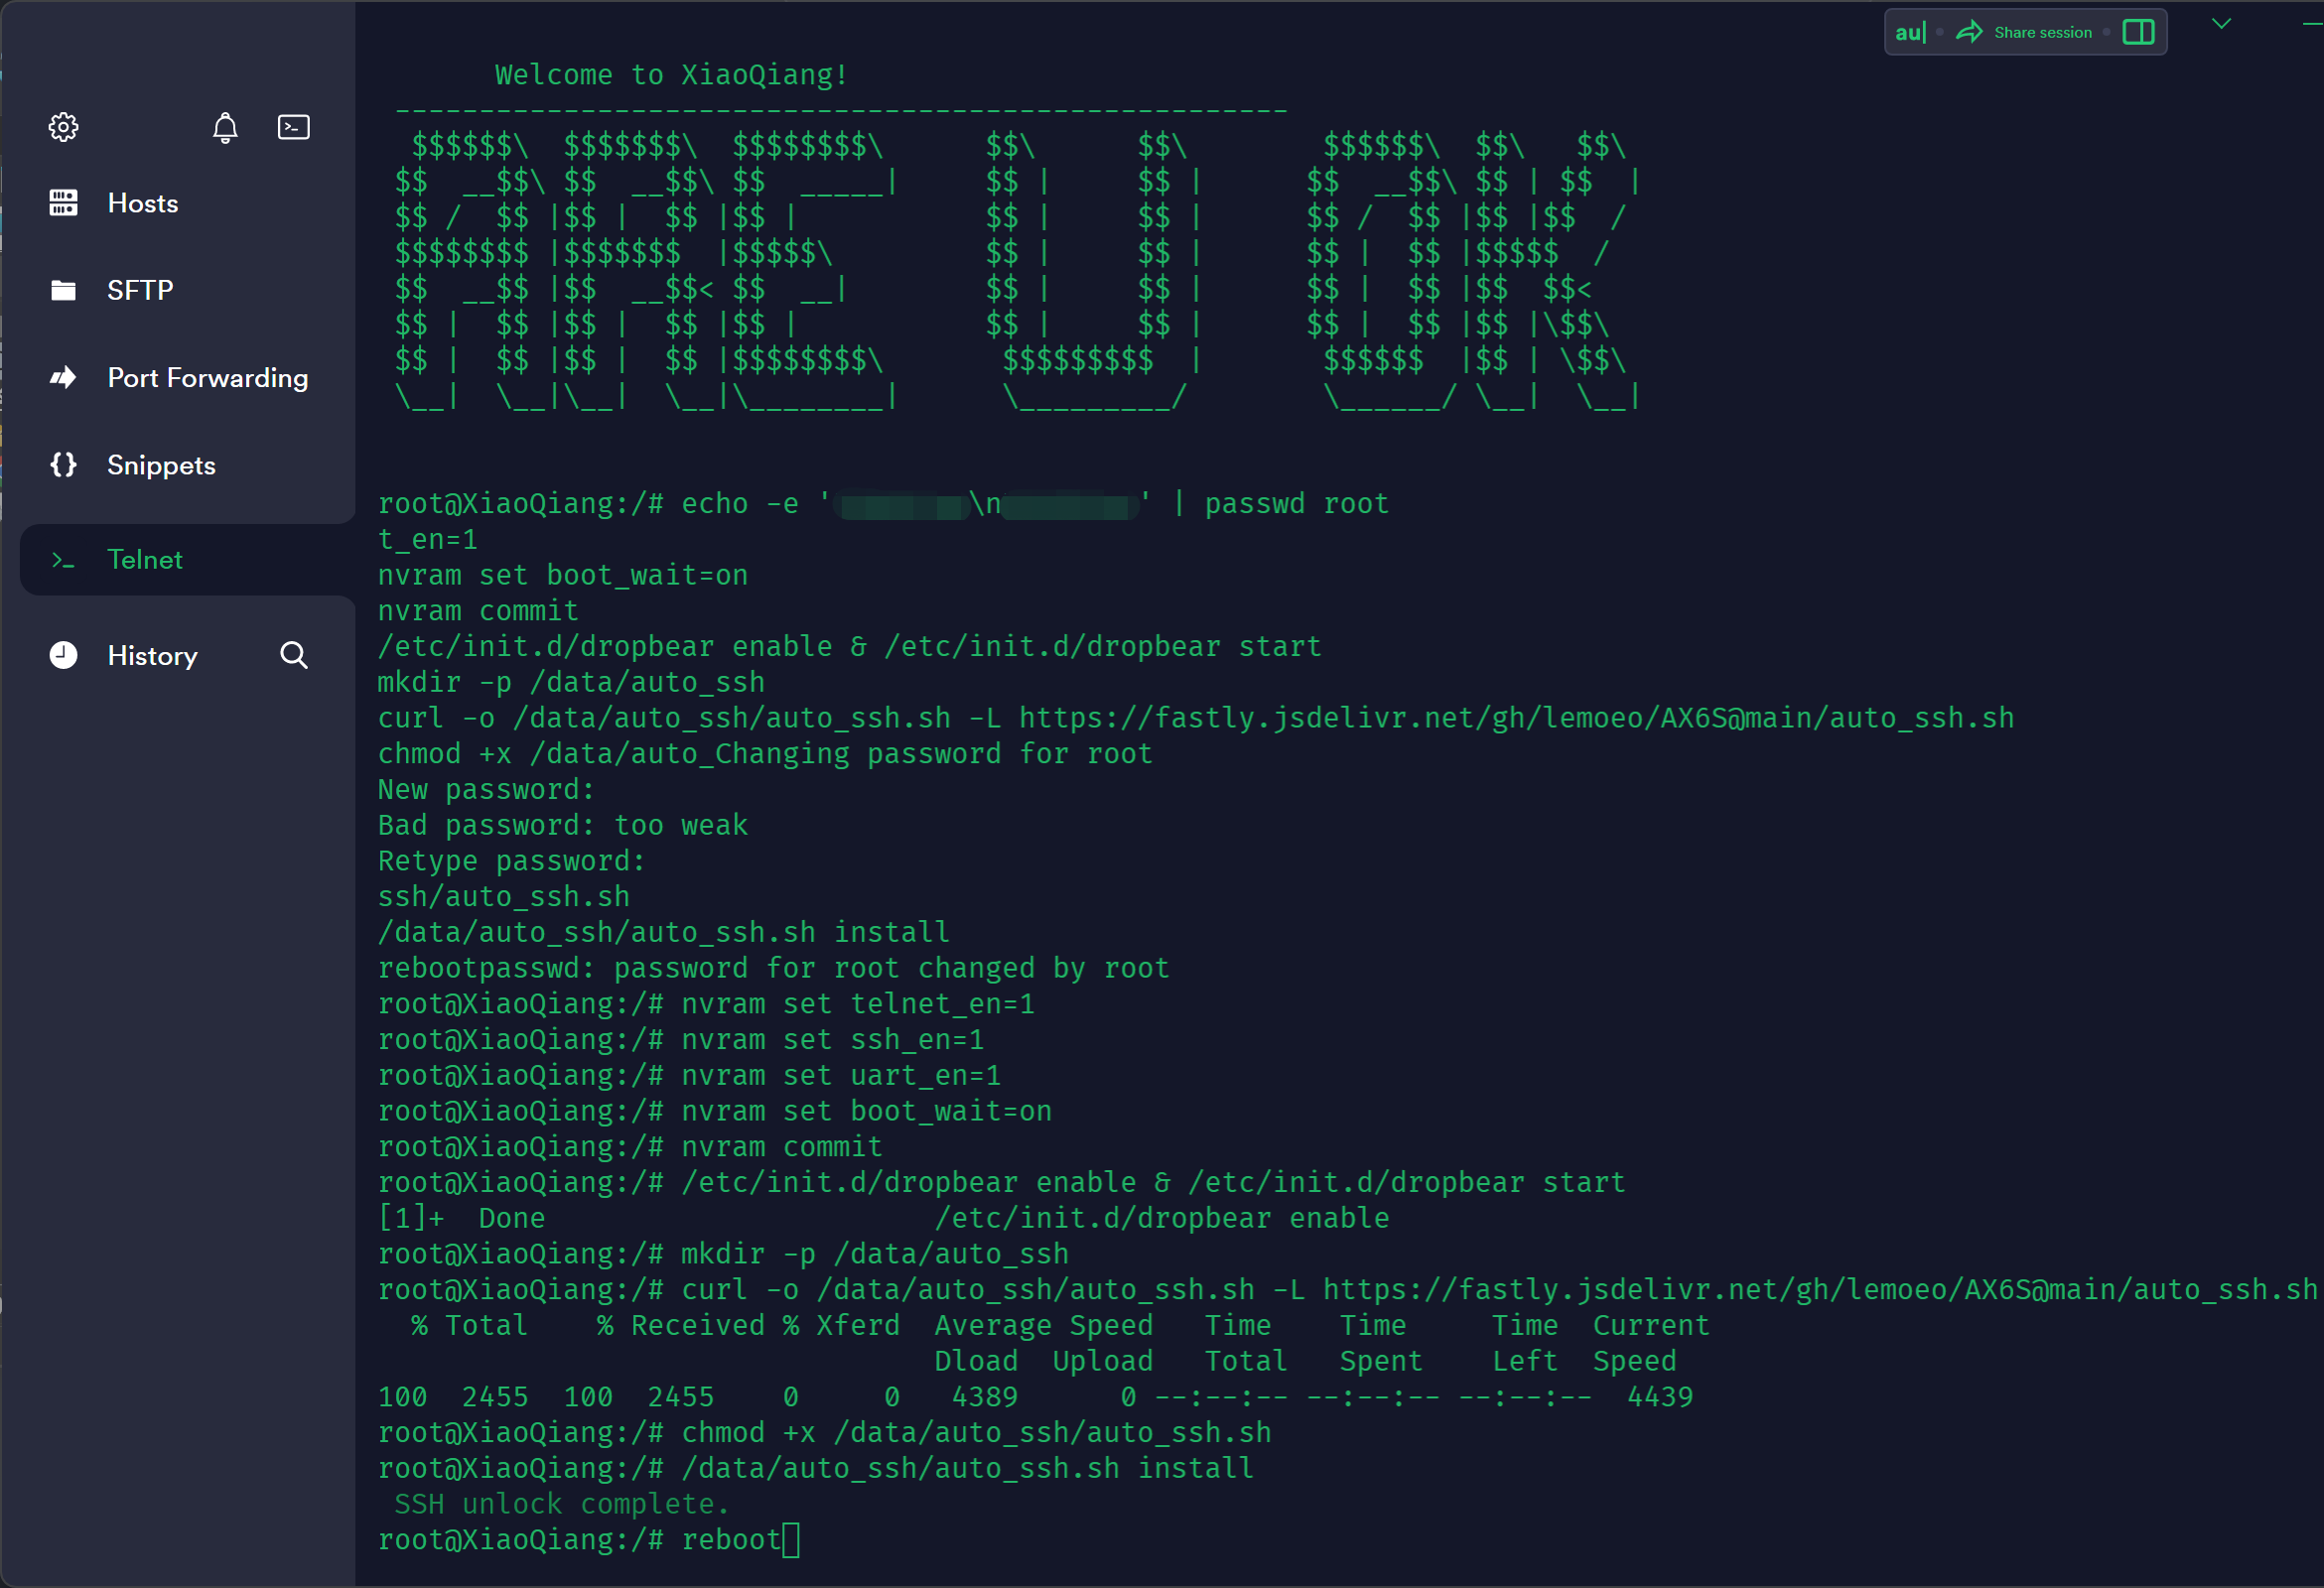 au
Share session
Hosts
SFTP
Port Forwarding
Snippets
Telnet
History
Welcome to XiaoQiang!
-----------------------------------------------------
 $$$$$$\  $$$$$$$\  $$$$$$$$\      $$\      $$\        $$$$$$\  $$\   $$\
$$  __$$\ $$  __$$\ $$  _____|     $$ |     $$ |      $$  __$$\ $$ | $$  |
$$ /  $$ |$$ |  $$ |$$ |           $$ |     $$ |      $$ /  $$ |$$ |$$  /
$$$$$$$$ |$$$$$$$  |$$$$$\         $$ |     $$ |      $$ |  $$ |$$$$$  /
$$  __$$ |$$  __$$< $$  __|        $$ |     $$ |      $$ |  $$ |$$  $$<
$$ |  $$ |$$ |  $$ |$$ |           $$ |     $$ |      $$ |  $$ |$$ |\$$\
$$ |  $$ |$$ |  $$ |$$$$$$$$\       $$$$$$$$$  |       $$$$$$  |$$ | \$$\
\__|  \__|\__|  \__|\________|      \_________/        \______/ \__|  \__|
root@XiaoQiang:/# echo -e '\n' | passwd root
t_en=1
nvram set boot_wait=on
nvram commit
/etc/init.d/dropbear enable & /etc/init.d/dropbear start
mkdir -p /data/auto_ssh
curl -o /data/auto_ssh/auto_ssh.sh -L https://fastly.jsdelivr.net/gh/lemoeo/AX6S@main/auto_ssh.sh
chmod +x /data/auto_Changing password for root
New password:
Bad password: too weak
Retype password:
ssh/auto_ssh.sh
/data/auto_ssh/auto_ssh.sh install
rebootpasswd: password for root changed by root
root@XiaoQiang:/# nvram set telnet_en=1
root@XiaoQiang:/# nvram set ssh_en=1
root@XiaoQiang:/# nvram set uart_en=1
root@XiaoQiang:/# nvram set boot_wait=on
root@XiaoQiang:/# nvram commit
root@XiaoQiang:/# /etc/init.d/dropbear enable & /etc/init.d/dropbear start
[1]+  Done                       /etc/init.d/dropbear enable
root@XiaoQiang:/# mkdir -p /data/auto_ssh
root@XiaoQiang:/# curl -o /data/auto_ssh/auto_ssh.sh -L https://fastly.jsdelivr.net/gh/lemoeo/AX6S@main/auto_ssh.sh
  % Total    % Received % Xferd  Average Speed   Time    Time     Time  Current
                                 Dload  Upload   Total   Spent    Left  Speed
100  2455  100  2455    0     0   4389      0 --:--:-- --:--:-- --:--:--  4439
root@XiaoQiang:/# chmod +x /data/auto_ssh/auto_ssh.sh
root@XiaoQiang:/# /data/auto_ssh/auto_ssh.sh install
 SSH unlock complete.
root@XiaoQiang:/# reboot